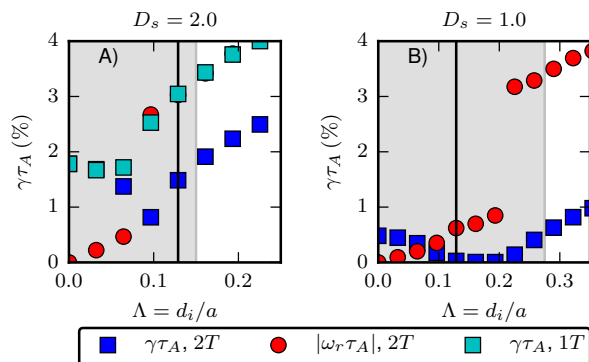 D_s = 2.0
D_s = 1.0
A)
B)
γτ_A (%)
4
3
2
1
0
0.0
0.1
0.2
Λ = d_i/a
γτ_A (%)
4
3
2
1
0
0.0
0.1
0.2
0.3
Λ = d_i/a
γτ_A, 2T
|ω_rτ_A|, 2T
γτ_A, 1T